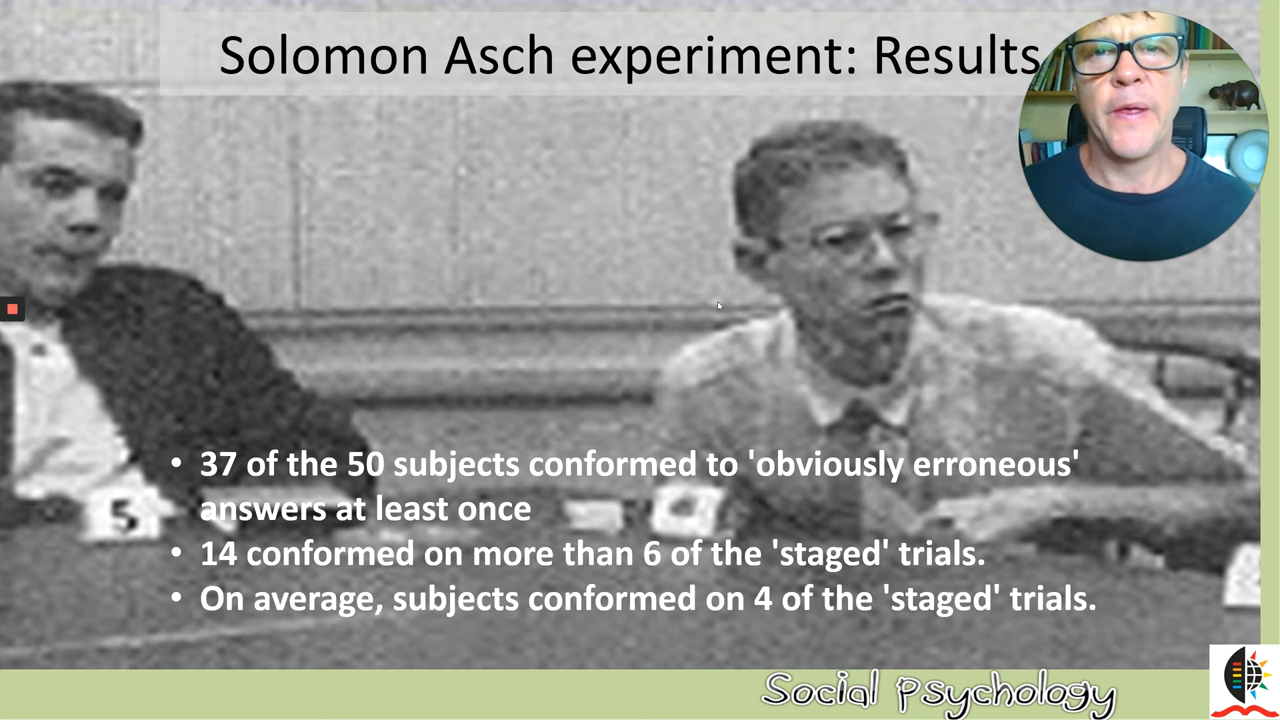 Solomon Asch experiment: Results
• 37 of the 50 subjects conformed to 'obviously erroneous'
answers at least once
5
• 14 conformed on more than 6 of the 'staged' trials.
• On average, subjects conformed on 4 of the 'staged' trials.
Social Psychology